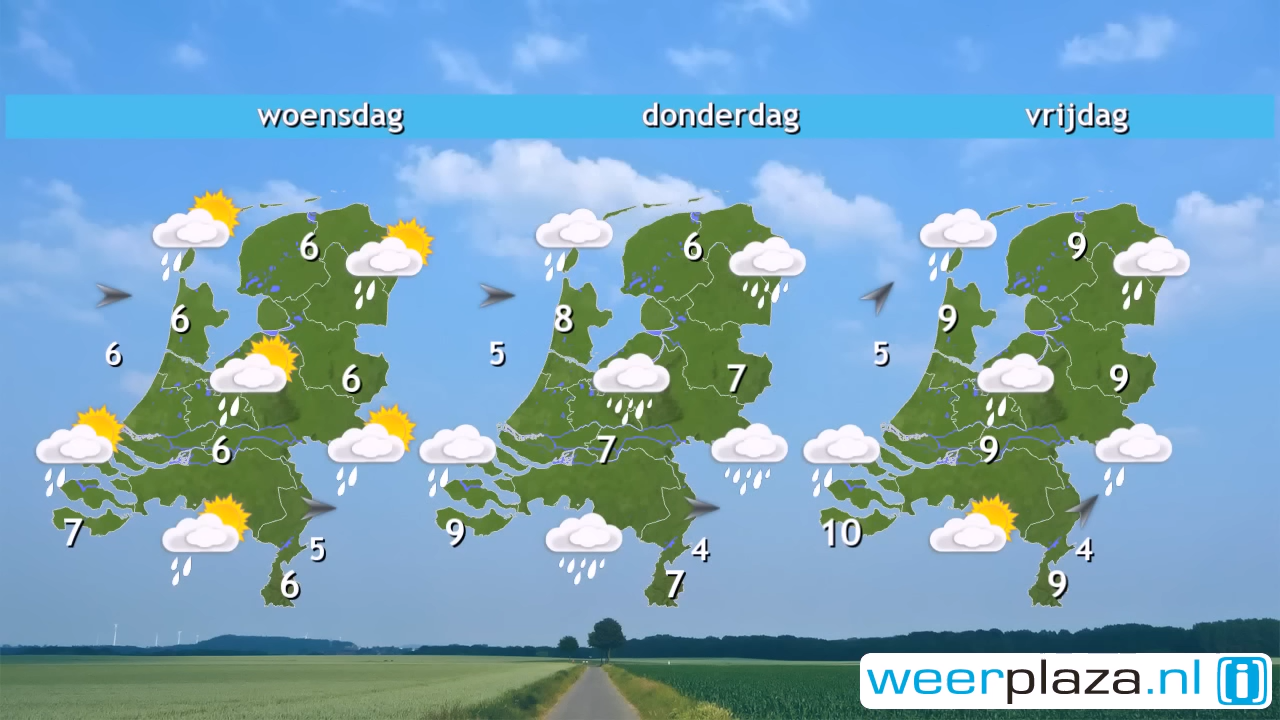 woensdag donderdag vrijdag
6 6 9
6 8 9
6 5 5
6 7 9
6 7 9
7 9 10
5 4 4
6 7 9
weerplaza.nl i